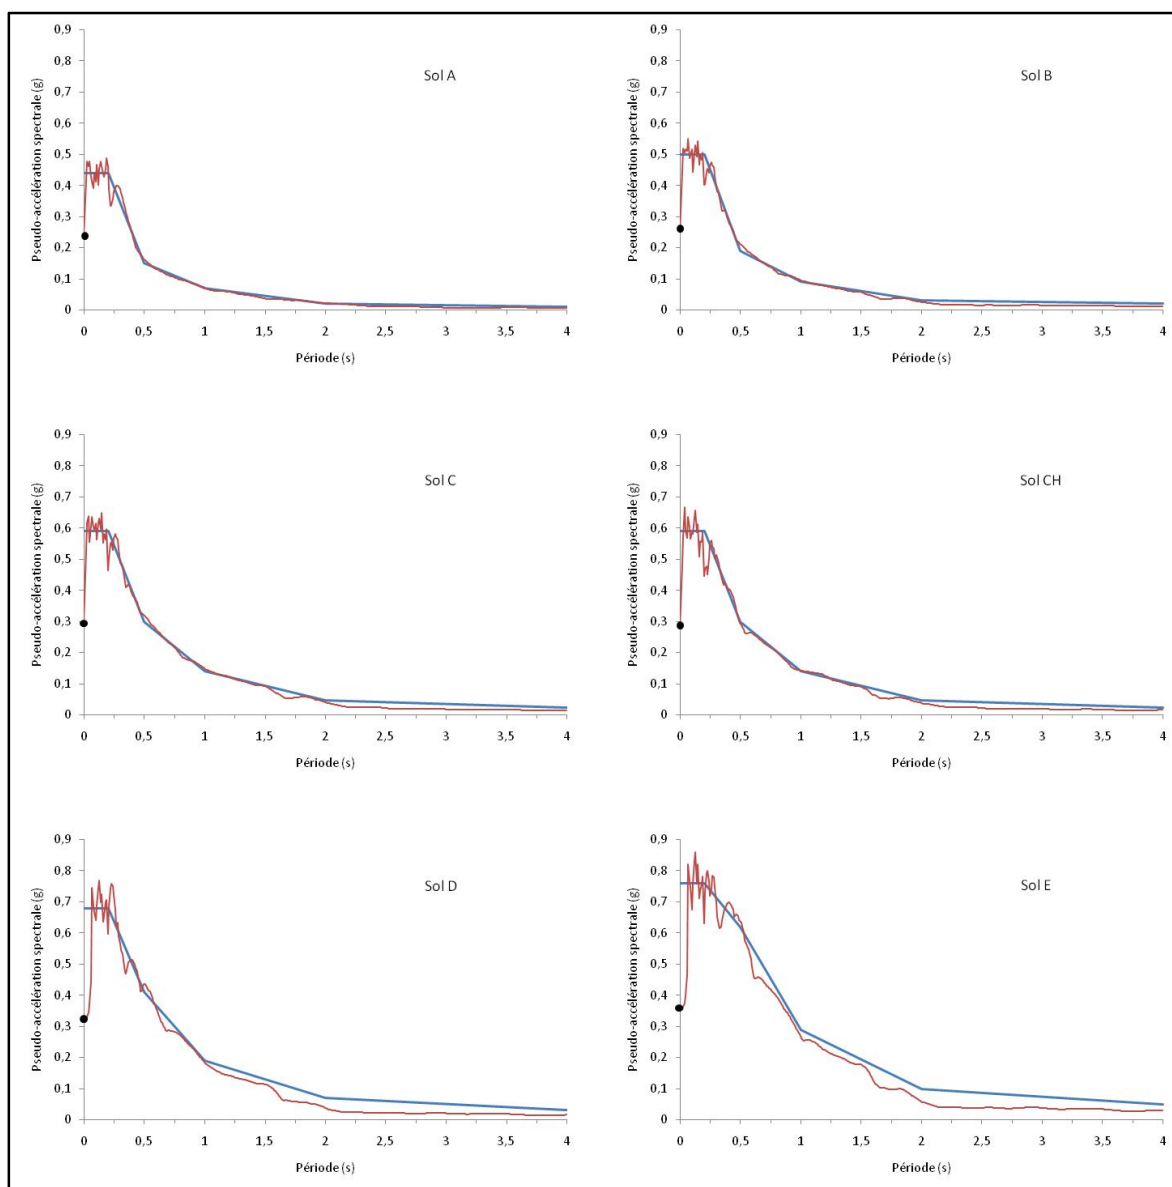 Sol A
Pseudo-accélération spectrale (g)
0,9
0,8
0,7
0,6
0,5
0,4
0,3
0,2
0,1
0
0 0,5 1 1,5 2 2,5 3 3,5 4
Période (s)
Sol B
Pseudo-accélération spectrale (g)
0,9
0,8
0,7
0,6
0,5
0,4
0,3
0,2
0,1
0
0 0,5 1 1,5 2 2,5 3 3,5 4
Période (s)
Sol C
Pseudo-accélération spectrale (g)
0,9
0,8
0,7
0,6
0,5
0,4
0,3
0,2
0,1
0
0 0,5 1 1,5 2 2,5 3 3,5 4
Période (s)
Sol CH
Pseudo-accélération spectrale (g)
0,9
0,8
0,7
0,6
0,5
0,4
0,3
0,2
0,1
0
0 0,5 1 1,5 2 2,5 3 3,5 4
Période (s)
Sol D
Pseudo-accélération spectrale (g)
0,9
0,8
0,7
0,6
0,5
0,4
0,3
0,2
0,1
0
0 0,5 1 1,5 2 2,5 3 3,5 4
Période (s)
Sol E
Pseudo-accélération spectrale (g)
0,9
0,8
0,7
0,6
0,5
0,4
0,3
0,2
0,1
0
0 0,5 1 1,5 2 2,5 3 3,5 4
Période (s)